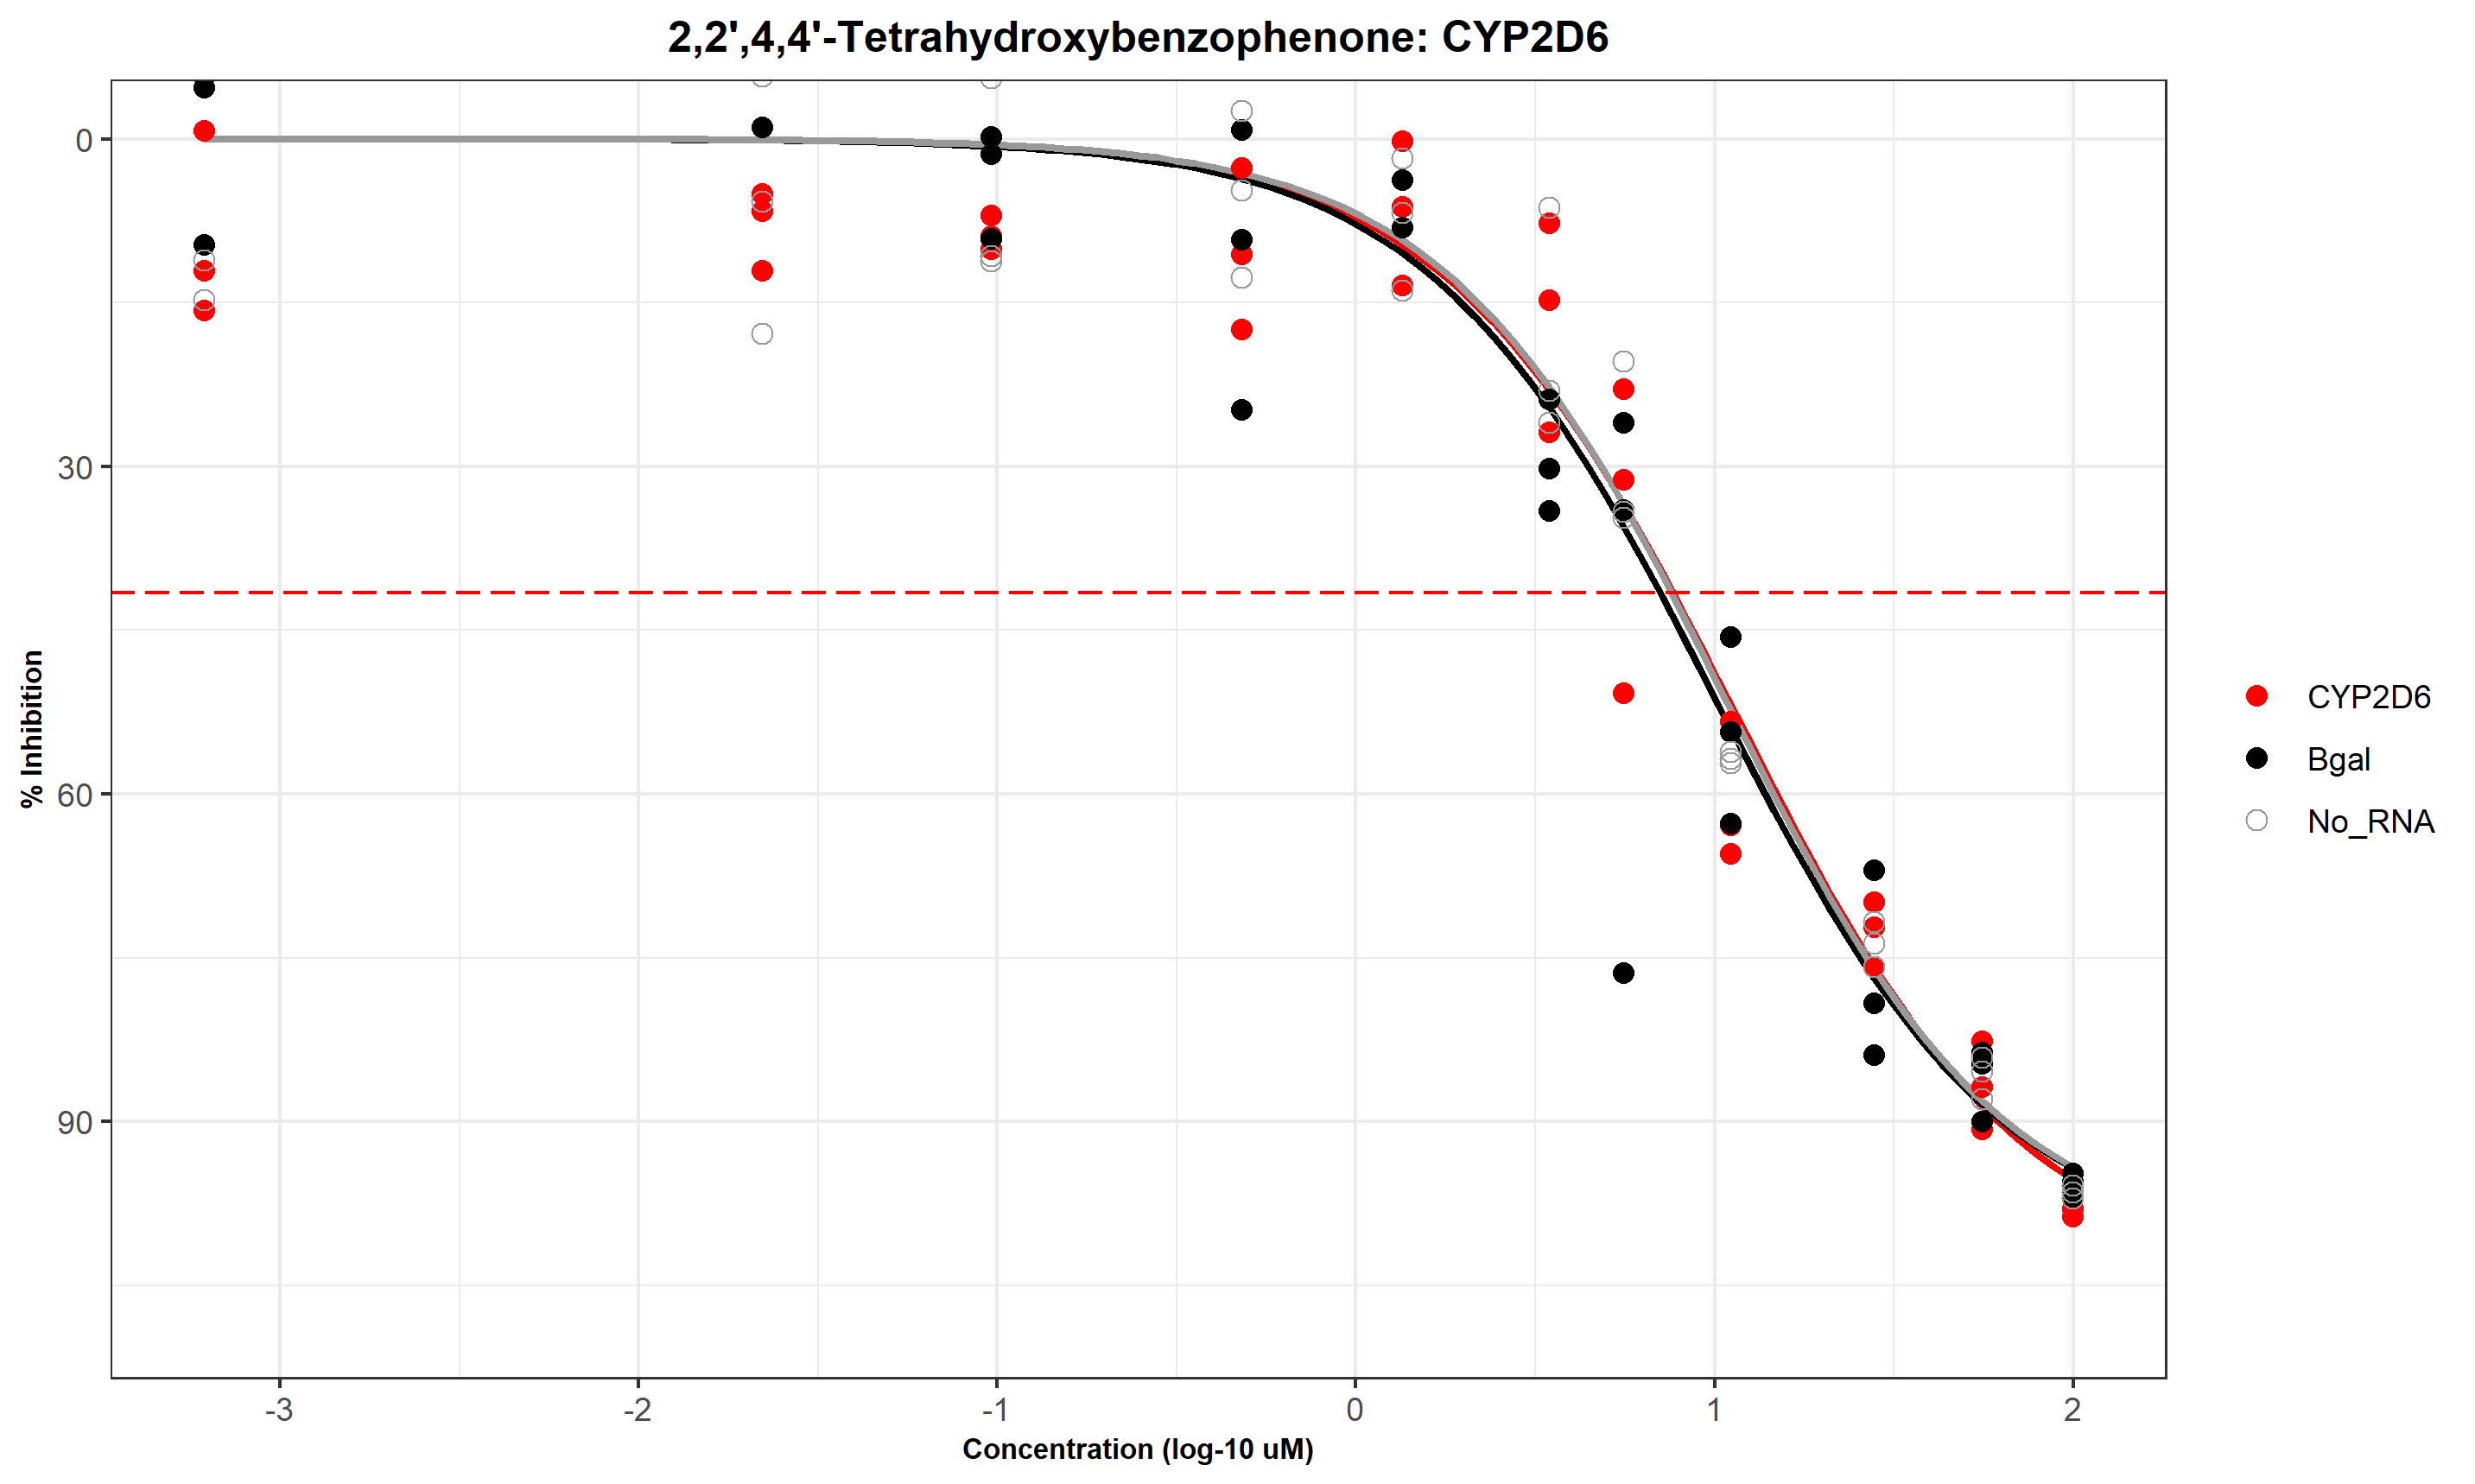 2,2',4,4'-Tetrahydroxybenzophenone: CYP2D6
0
30
60
90
% Inhibition
-3
-2
-1
0
1
2
Concentration (log-10 uM)
CYP2D6
Bgal
No_RNA